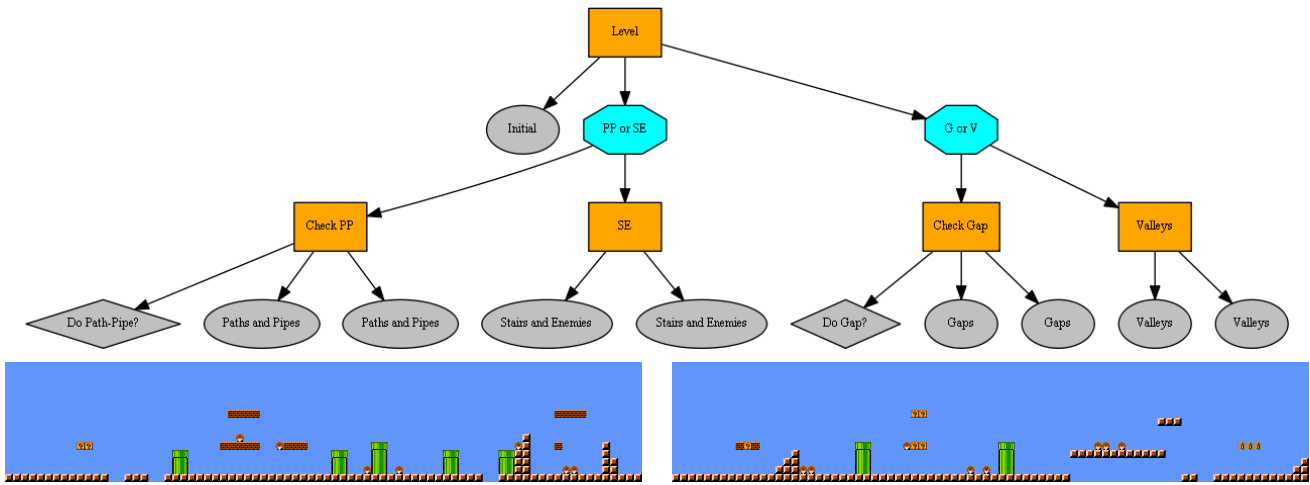 Level
Initial
PP or SE
G or V
Check PP
SE
Check Gap
Valleys
Do Path-Pipe?
Paths and Pipes
Paths and Pipes
Stairs and Enemies
Stairs and Enemies
Do Gap?
Gaps
Gaps
Valleys
Valleys
? ?
? ?
?
? ?